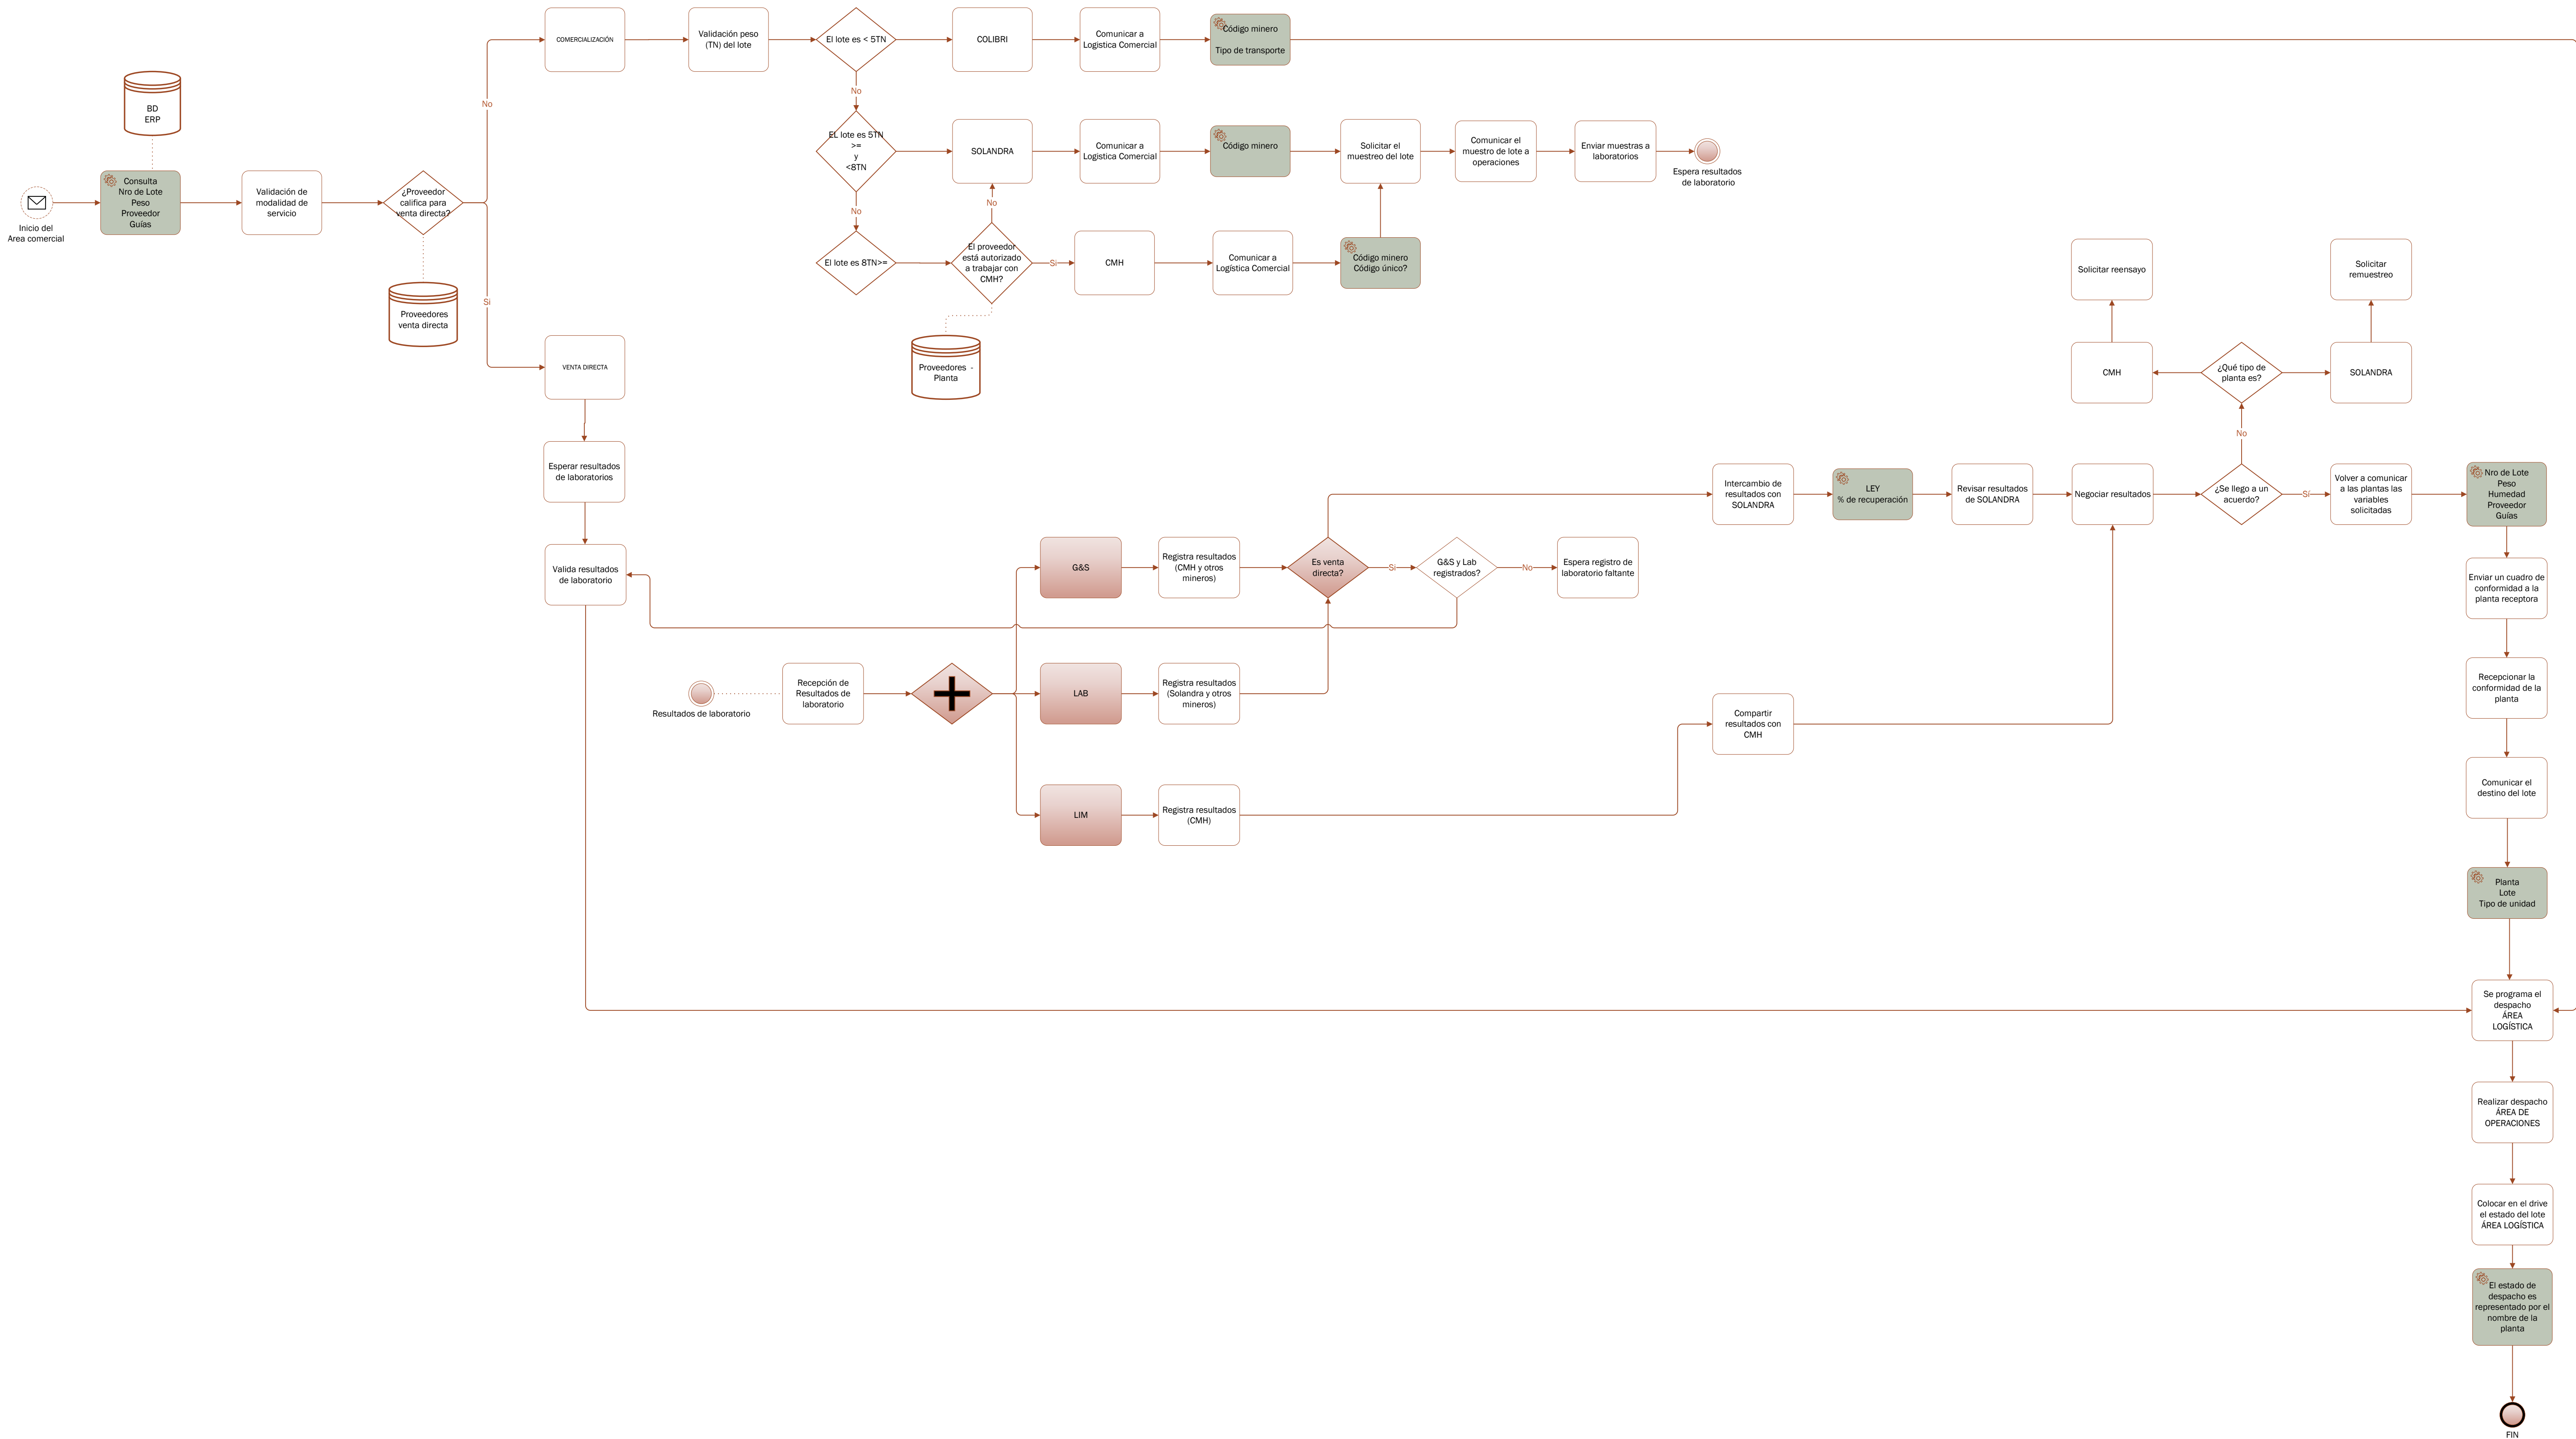 COMERCIALIZACIÓN
Validación peso
(TN) del lote
El lote es < 5TN
COLIBRI
Comunicar a
Logistica Comercial
Código minero
Tipo de transporte
No
No
BD
ERP
EL lote es 5TN
>=
y
<8TN
SOLANDRA
Comunicar a
Logistica Comercial
Código minero
Solicitar el
muestreo del lote
Comunicar el
muestro de lote a
operaciones
Enviar muestras a
laboratorios
Espera resultados
de laboratorio
Inicio del
Area comercial
Consulta
Nro de Lote
Peso
Proveedor
Guías
Validación de
modalidad de
servicio
¿Proveedor
califica para
venta directa?
No
No
El lote es 8TN>=
El proveedor
está autorizado
a trabajar con
CMH?
Si
CMH
Comunicar a
Logística Comercial
Código minero
Código único?
Proveedores
venta directa
Si
Proveedores -
Planta
VENTA DIRECTA
Solicitar reensayo
Solicitar
remuestreo
CMH
¿Qué tipo de
planta es?
SOLANDRA
No
Esperar resultados
de laboratorios
Intercambio de
resultados con
SOLANDRA
LEY
% de recuperación
Revisar resultados
de SOLANDRA
Negociar resultados
¿Se llego a un
acuerdo?
Sí
Volver a comunicar
a las plantas las
variables
solicitadas
Nro de Lote
Peso
Humedad
Proveedor
Guías
Valida resultados
de laboratorio
G&S
Registra resultados
(CMH y otros
mineros)
Es venta
directa?
Si
G&S y Lab
registrados?
No
Espera registro de
laboratorio faltante
Enviar un cuadro de
conformidad a la
planta receptora
Resultados de laboratorio
Recepción de
Resultados de
laboratorio
LAB
Registra resultados
(Solandra y otros
mineros)
Compartir
resultados con
CMH
Recepcionar la
conformidad de la
planta
LIM
Registra resultados
(CMH)
Comunicar el
destino del lote
Planta
Lote
Tipo de unidad
Se programa el
despacho
ÁREA
LOGÍSTICA
Realizar despacho
ÁREA DE
OPERACIONES
Colocar en el drive
el estado del lote
ÁREA LOGÍSTICA
El estado de
despacho es
representado por el
nombre de la
planta
FIN